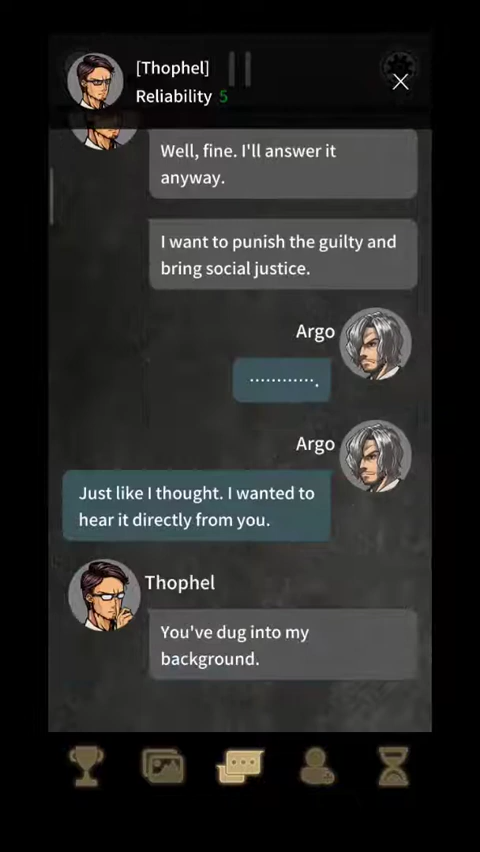 [Thophel]
Reliability 5
Well, fine. I'll answer it
anyway.
I want to punish the guilty and
bring social justice.
Argo
............
Argo
Just like I thought. I wanted to
hear it directly from you.
Thophel
You've dug into my
background.